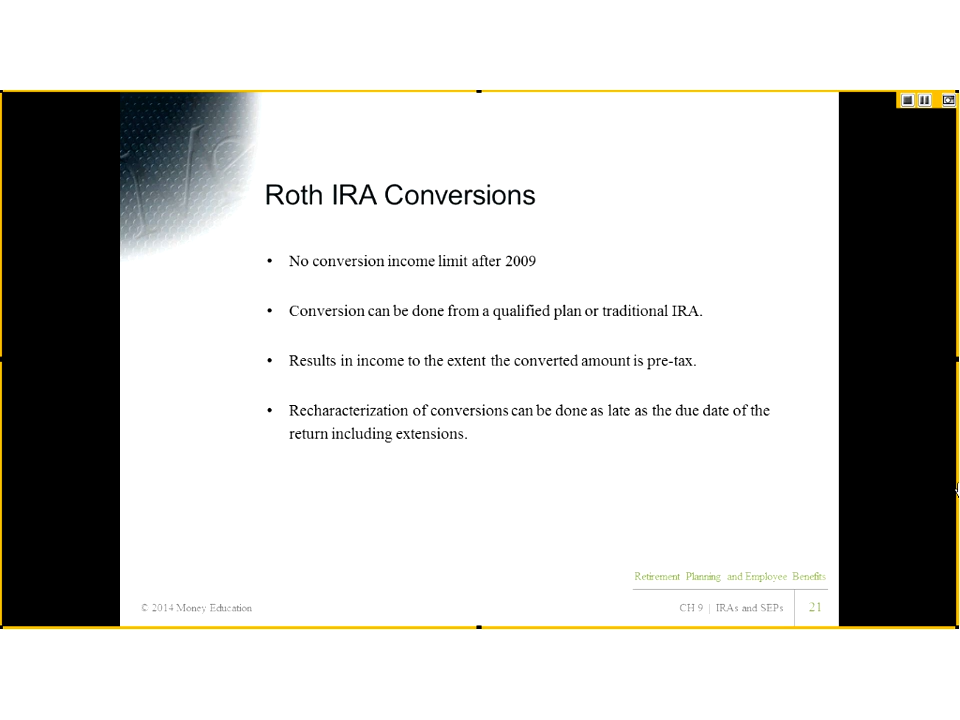 Roth IRA Conversions
• No conversion income limit after 2009
• Conversion can be done from a qualified plan or traditional IRA.
• Results in income to the extent the converted amount is pre-tax.
• Recharacterization of conversions can be done as late as the due date of the
return including extensions.
Retirement Planning and Employee Benefits
© 2014 Money Education
CH 9 | IRAs and SEPs
21